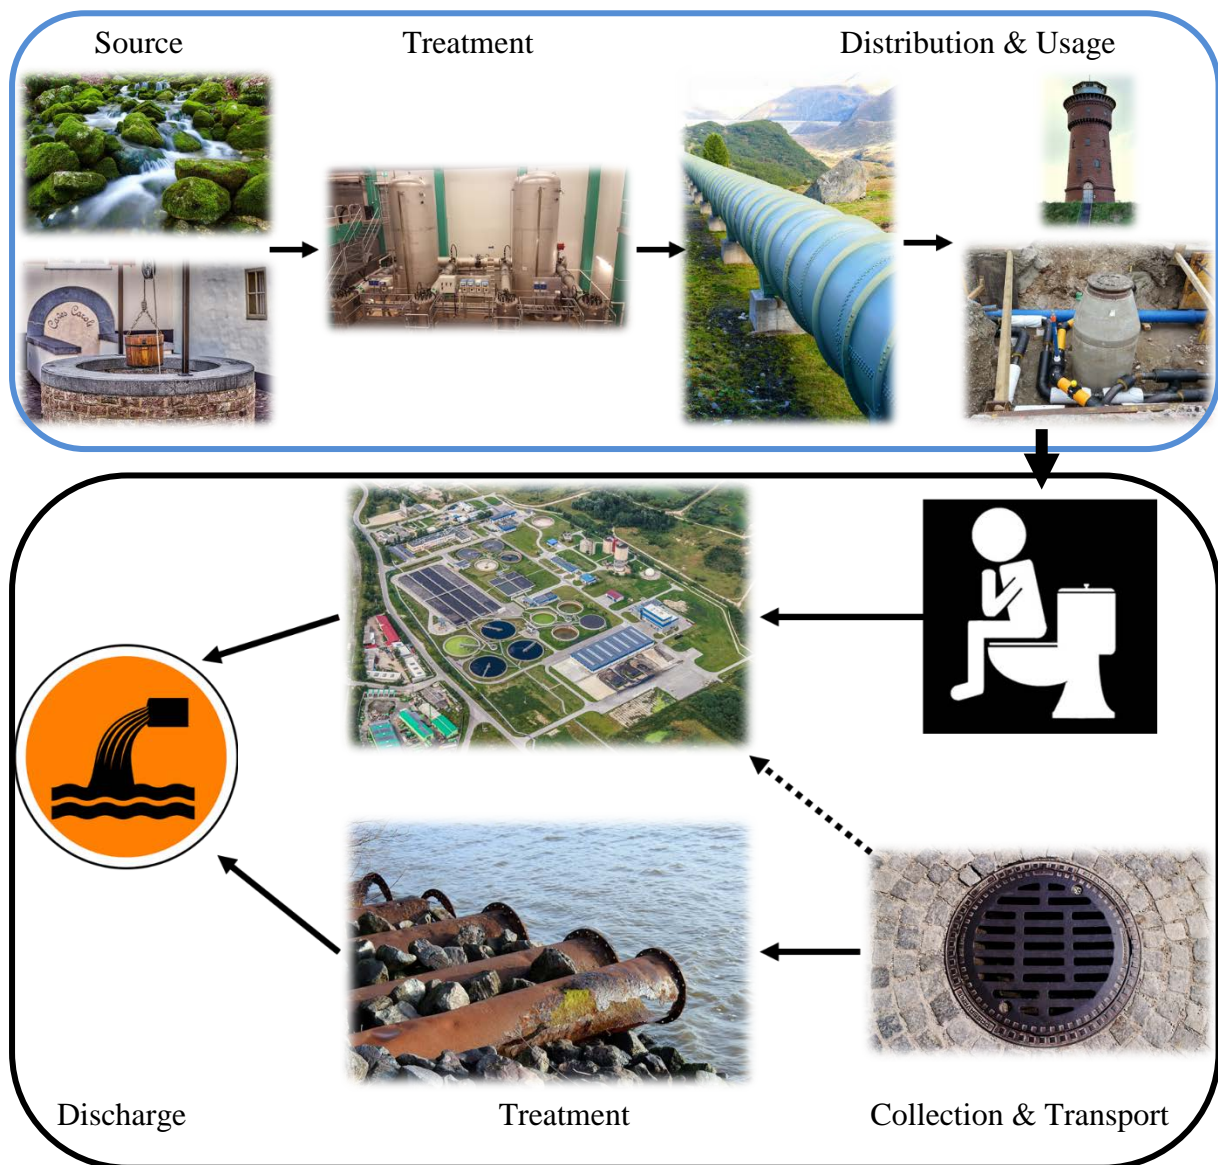 Source
Treatment
Distribution & Usage
Discharge
Treatment
Collection & Transport